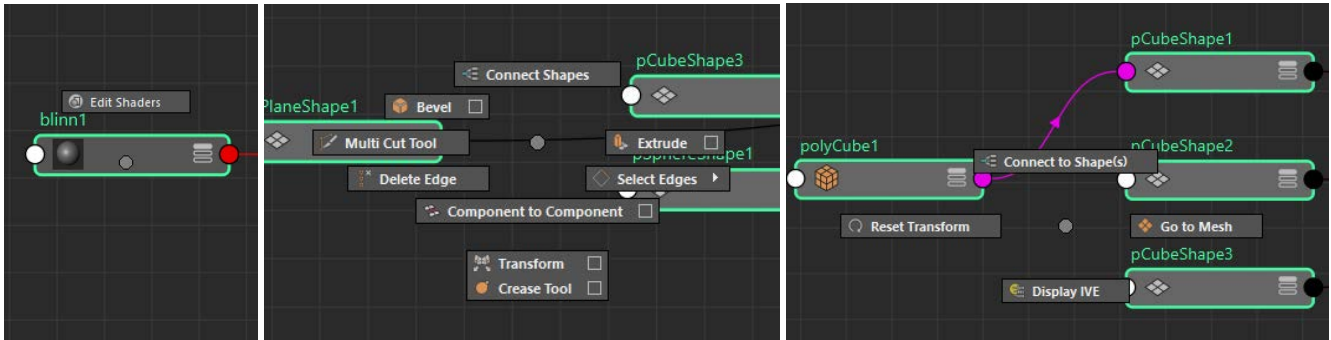 Edit Shaders
blinn1
pCubeShape3
Connect Shapes
PlaneShape1
Bevel
Multi Cut Tool
Extrude
pSphereShape1
Delete Edge
Select Edges
Component to Component
Transform
Crease Tool
pCubeShape1
polyCube1
pCubeShape2
Connect to Shape(s)
Reset Transform
Go to Mesh
pCubeShape3
Display IVE